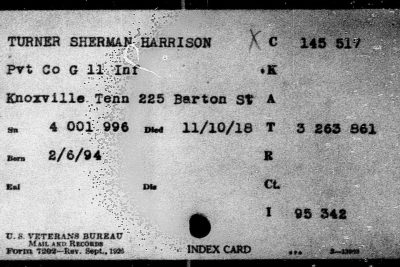 TURNER SHERMAN HARRISON X C 145 517
Pvt Co G 11 Inf K
Knoxville Tenn 225 Barton St A
Sn 4 001 996 Died 11/10/18 T 3 263 861
Born 2/6/94 R
Enl Dis Ct.
I 95 342
U.S. VETERANS BUREAU
MAIL AND RECORDS
FORM 7202—Rev. Sept., 1926 INDEX CARD